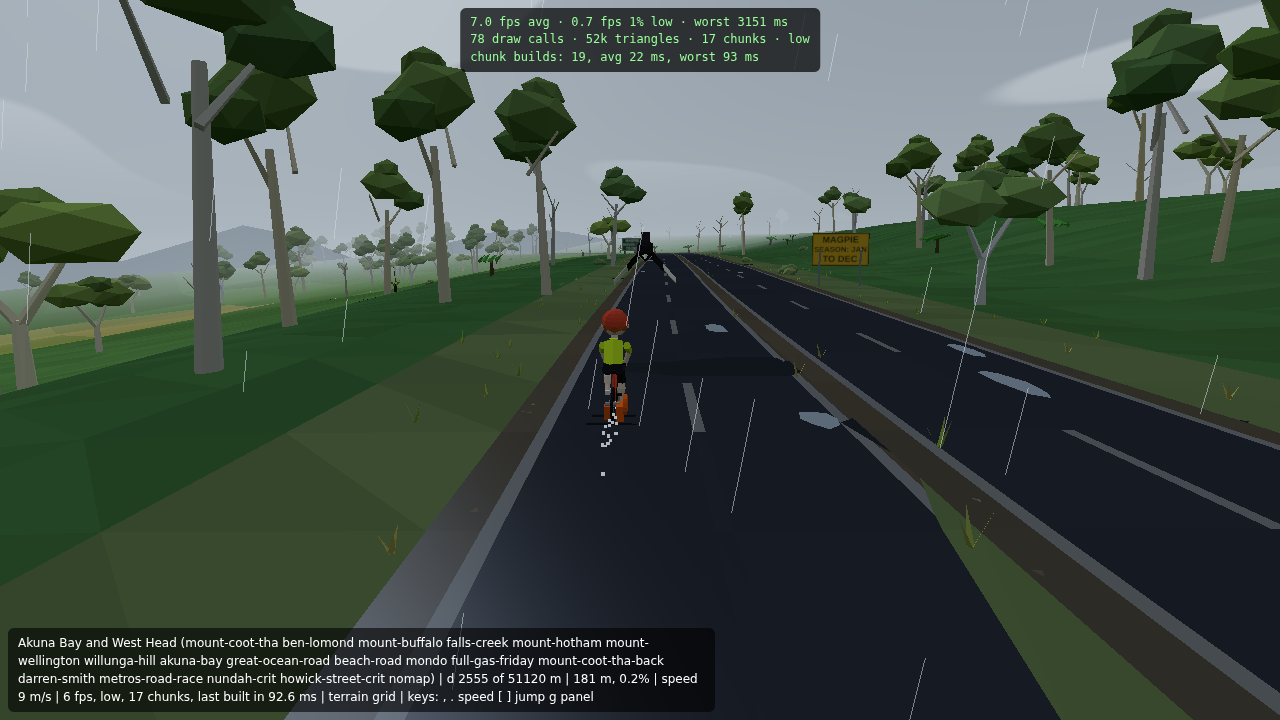 7.0 fps avg · 0.7 fps 1% low · worst 3151 ms
78 draw calls · 52k triangles · 17 chunks · low
chunk builds: 19, avg 22 ms, worst 93 ms
MAGPIE
SEASON: JAN
TO DEC
Akuna Bay and West Head (mount-coot-tha ben-lomond mount-buffalo falls-creek mount-hotham mount-
wellington willunga-hill akuna-bay great-ocean-road beach-road mondo full-gas-friday mount-coot-tha-back
darren-smith metros-road-race nundah-crit howick-street-crit nomap) | d 2555 of 51120 m | 181 m, 0.2% | speed
9 m/s | 6 fps, low, 17 chunks, last built in 92.6 ms | terrain grid | keys: , . speed [ ] jump g panel